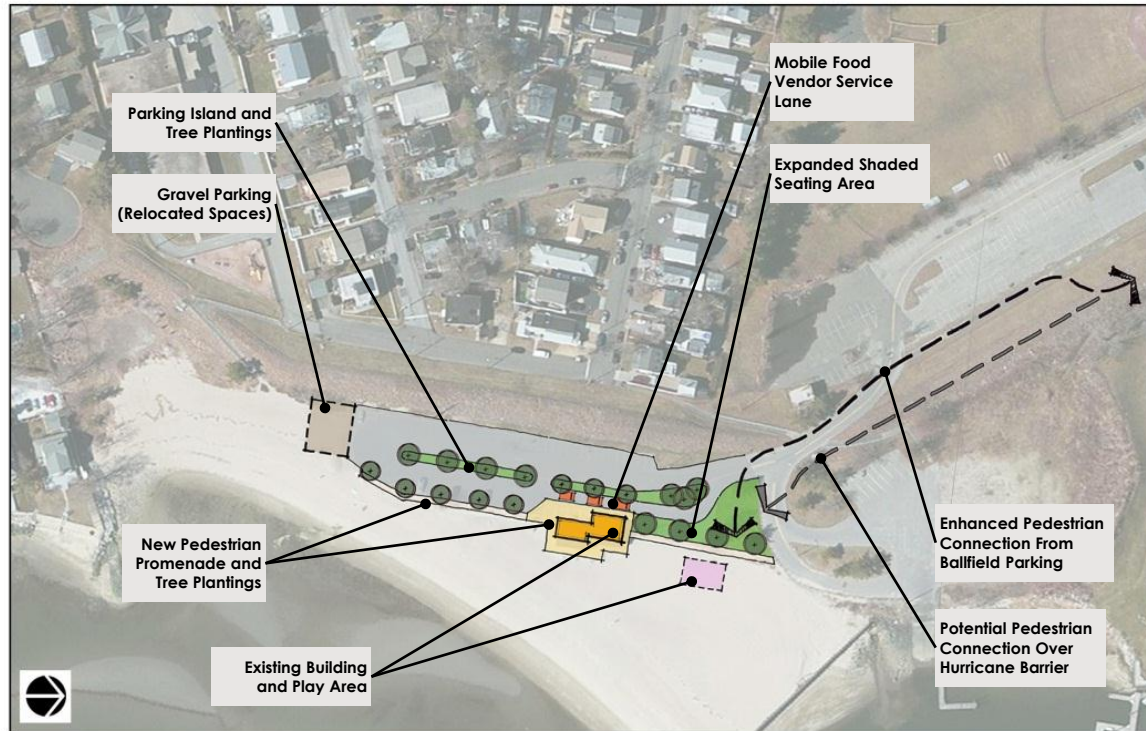 Mobile Food
Vendor Service
Lane
Parking Island and
Tree Plantings
Expanded Shaded
Seating Area
Gravel Parking
(Relocated Spaces)
New Pedestrian
Promenade and
Tree Plantings
Enhanced Pedestrian
Connection From
Ballfield Parking
Potential Pedestrian
Connection Over
Hurricane Barrier
Existing Building
and Play Area